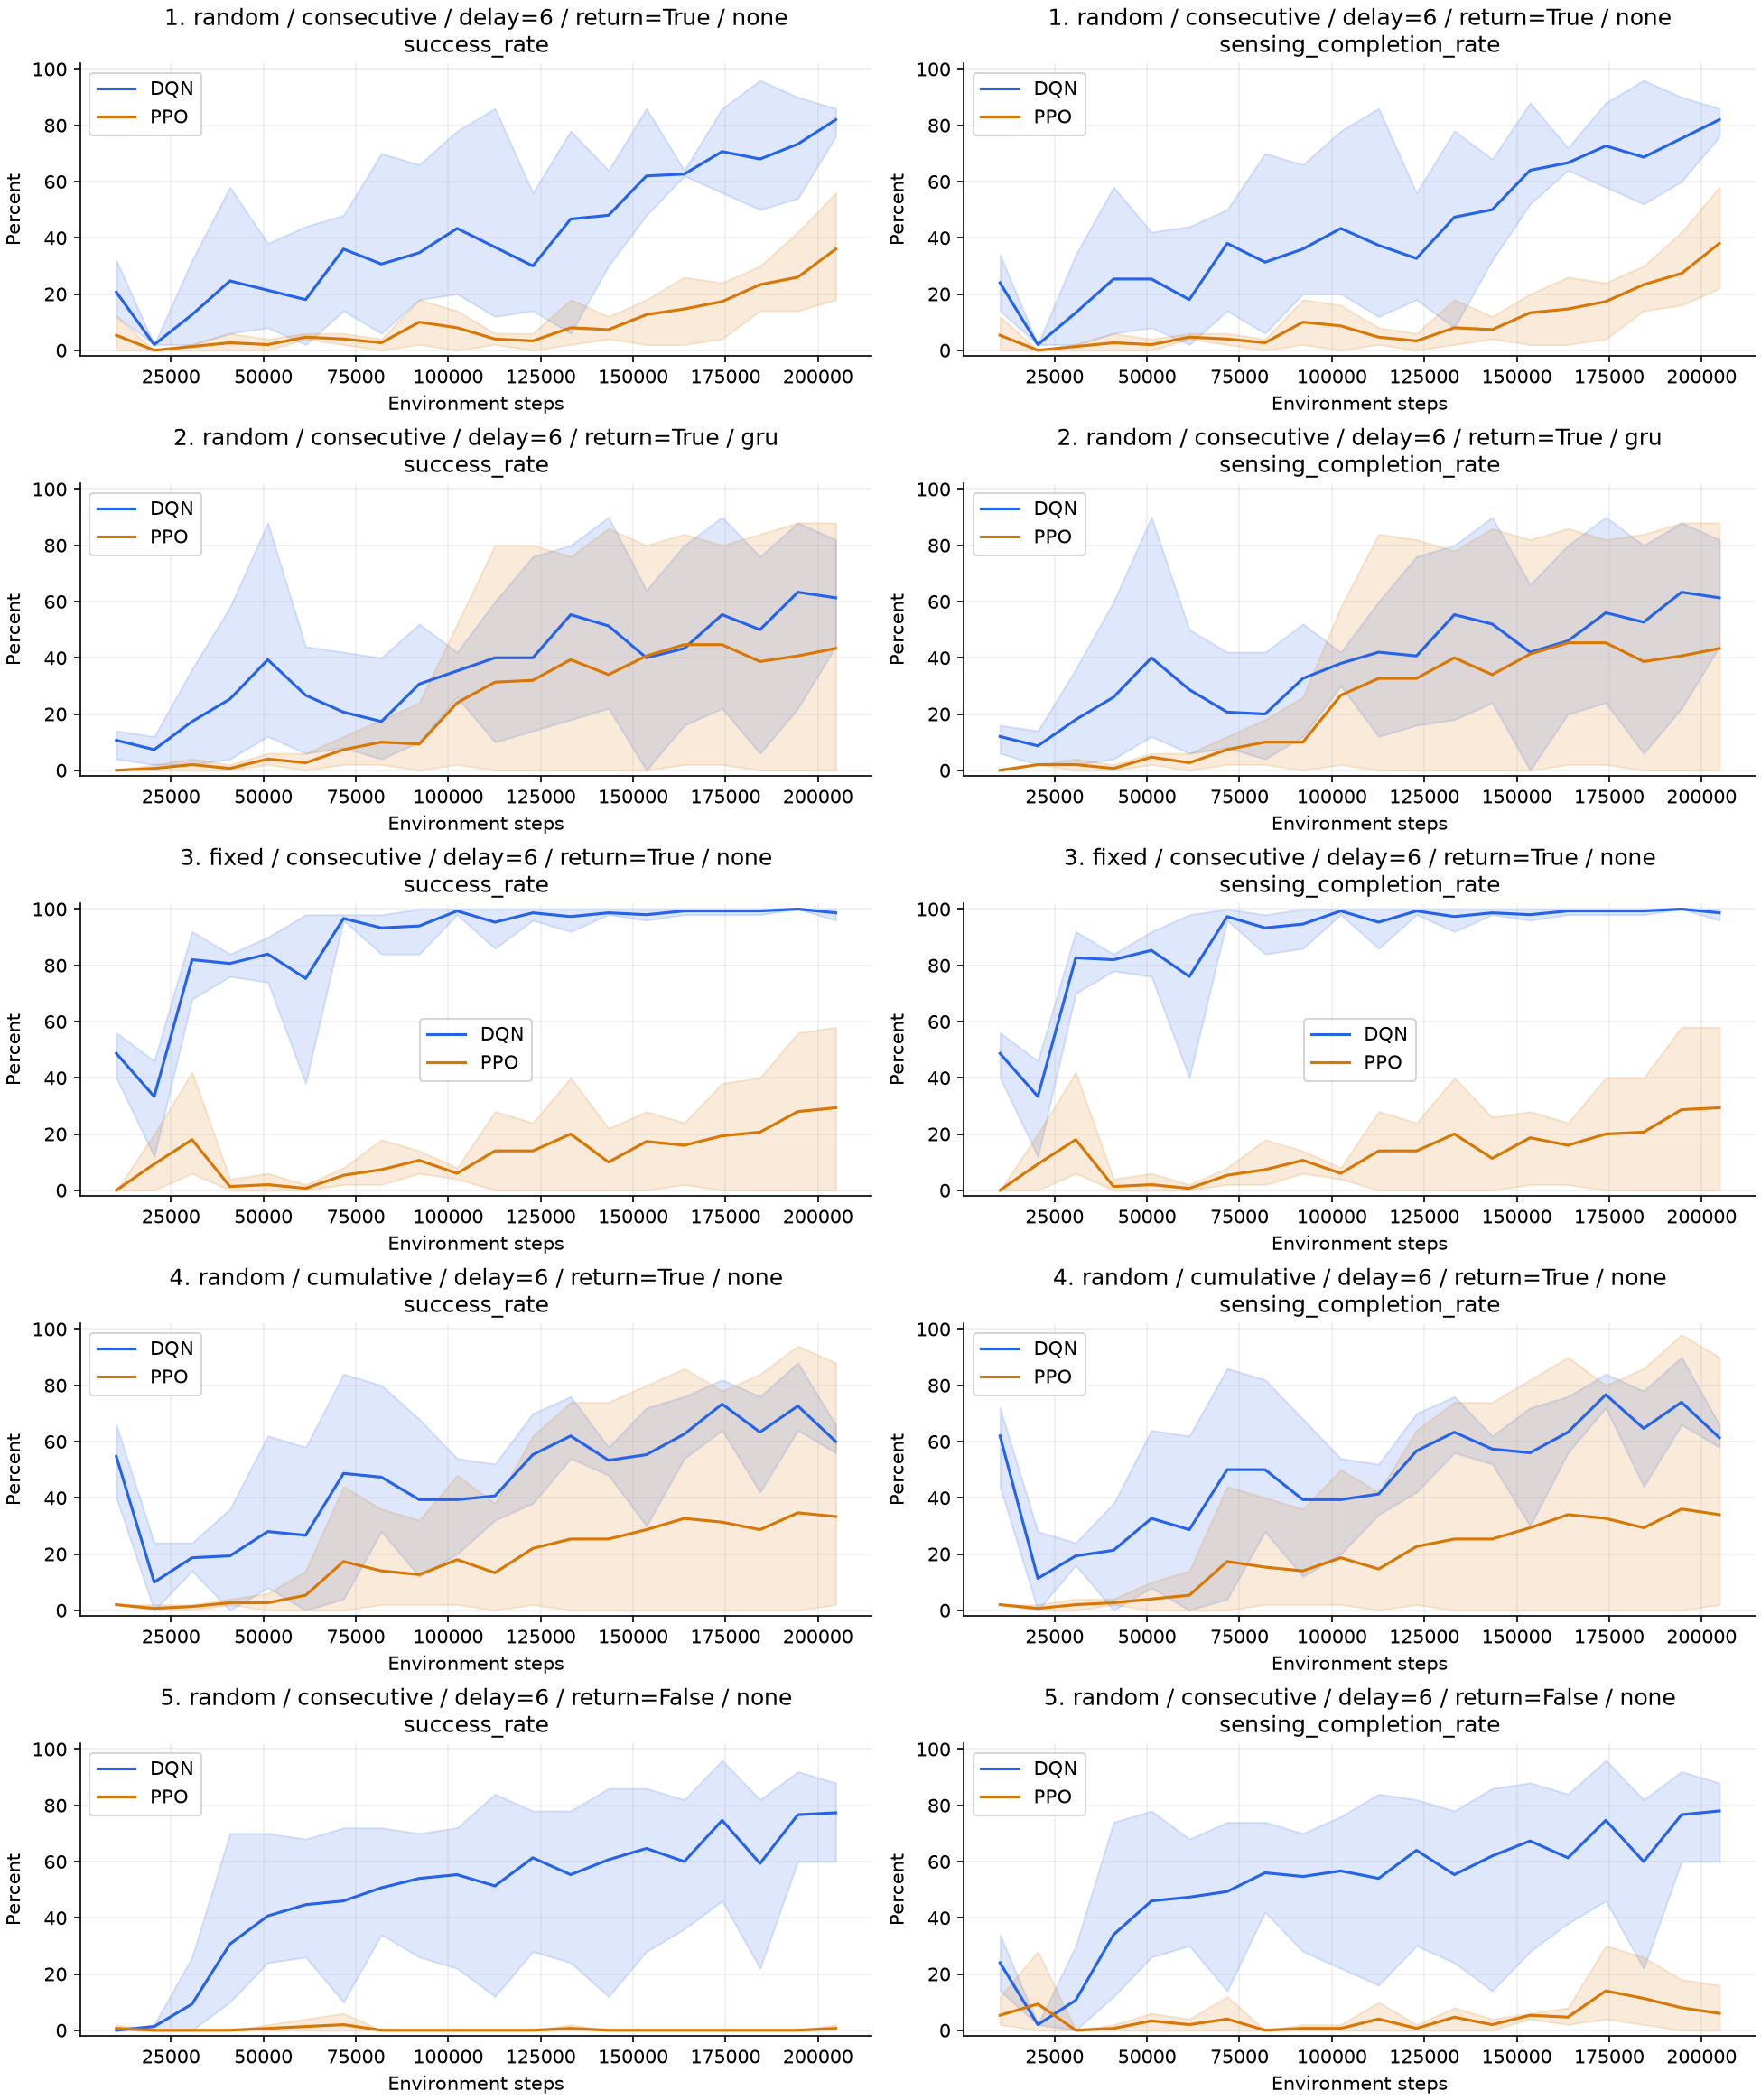 1. random / consecutive / delay=6 / return=True / none
success_rate
100
80
60
40
20
0
Percent
DQN
PPO
25000 50000 75000 100000 125000 150000 175000 200000
Environment steps
1. random / consecutive / delay=6 / return=True / none
sensing_completion_rate
100
80
60
40
20
0
Percent
DQN
PPO
25000 50000 75000 100000 125000 150000 175000 200000
Environment steps
2. random / consecutive / delay=6 / return=True / gru
success_rate
100
80
60
40
20
0
Percent
DQN
PPO
25000 50000 75000 100000 125000 150000 175000 200000
Environment steps
2. random / consecutive / delay=6 / return=True / gru
sensing_completion_rate
100
80
60
40
20
0
Percent
DQN
PPO
25000 50000 75000 100000 125000 150000 175000 200000
Environment steps
3. fixed / consecutive / delay=6 / return=True / none
success_rate
100
80
60
40
20
0
Percent
DQN
PPO
25000 50000 75000 100000 125000 150000 175000 200000
Environment steps
3. fixed / consecutive / delay=6 / return=True / none
sensing_completion_rate
100
80
60
40
20
0
Percent
DQN
PPO
25000 50000 75000 100000 125000 150000 175000 200000
Environment steps
4. random / cumulative / delay=6 / return=True / none
success_rate
100
80
60
40
20
0
Percent
DQN
PPO
25000 50000 75000 100000 125000 150000 175000 200000
Environment steps
4. random / cumulative / delay=6 / return=True / none
sensing_completion_rate
100
80
60
40
20
0
Percent
DQN
PPO
25000 50000 75000 100000 125000 150000 175000 200000
Environment steps
5. random / consecutive / delay=6 / return=False / none
success_rate
100
80
60
40
20
0
Percent
DQN
PPO
25000 50000 75000 100000 125000 150000 175000 200000
Environment steps
5. random / consecutive / delay=6 / return=False / none
sensing_completion_rate
100
80
60
40
20
0
Percent
DQN
PPO
25000 50000 75000 100000 125000 150000 175000 200000
Environment steps